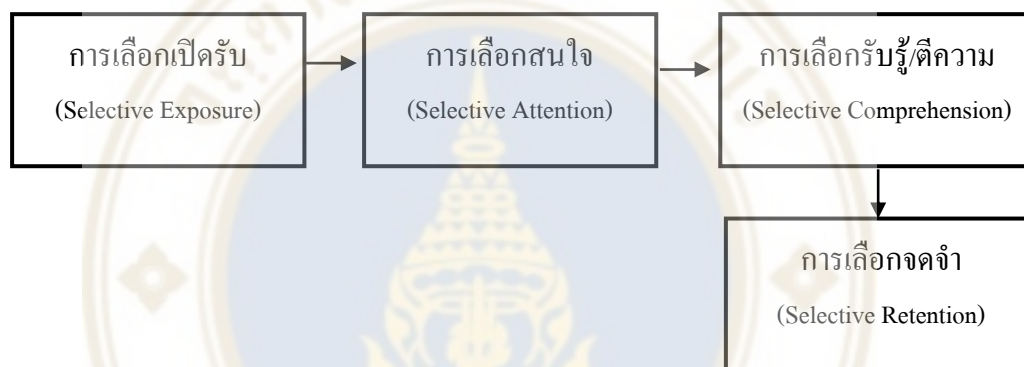 การเลือกเปิดรับ
(Selective Exposure)
การเลือกสนใจ
(Selective Attention)
การเลือกรับรู้/ตีความ
(Selective Comprehension)
การเลือกจดจำ
(Selective Retention)